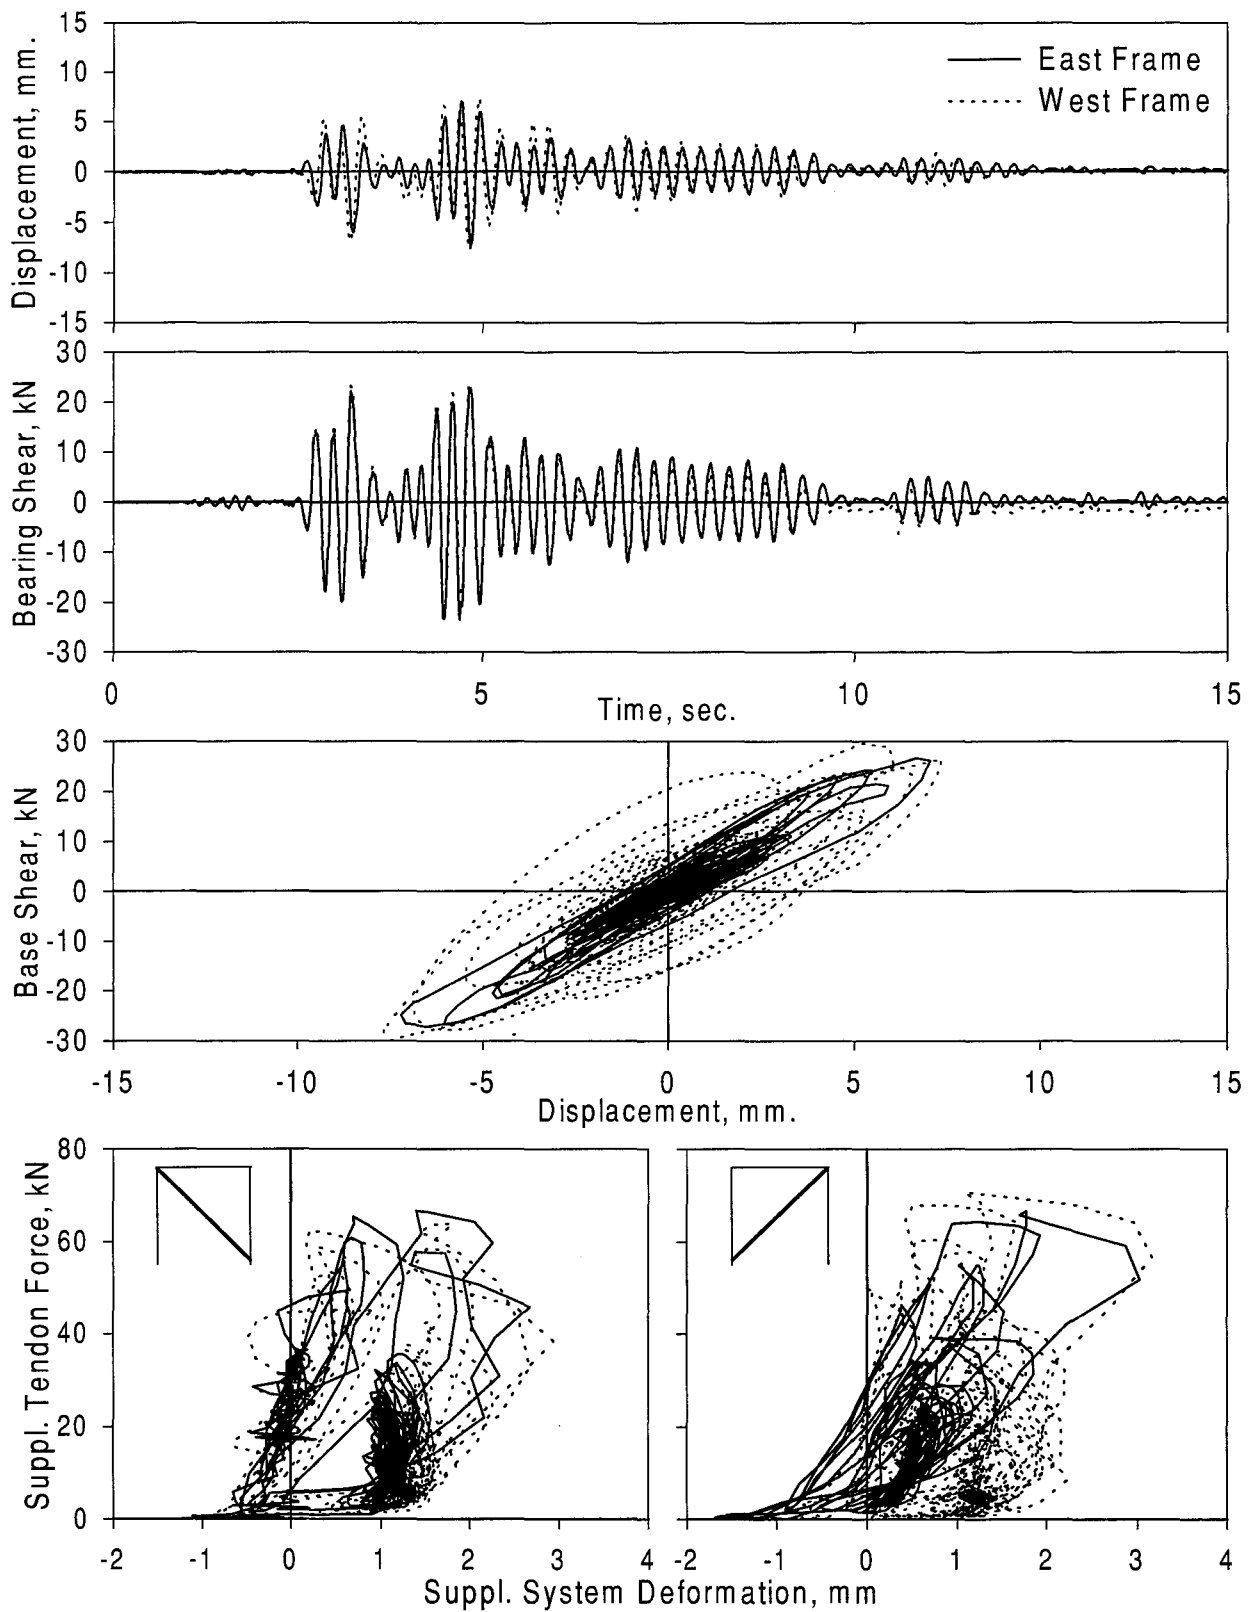 15
10
5
0
-5
-10
-15
Displacement, mm.
East Frame
West Frame
30
20
10
0
-10
-20
-30
Bearing Shear, kN
0 5 10 15
Time, sec.
30
20
10
0
-10
-20
-30
Base Shear, kN
-15 -10 -5 0 5 10 15
Displacement, mm.
80
60
40
20
0
Suppl. Tendon Force, kN
-2 -1 0 1 2 3 4 -2 -1 0 1 2 3 4
Suppl. System Deformation, mm